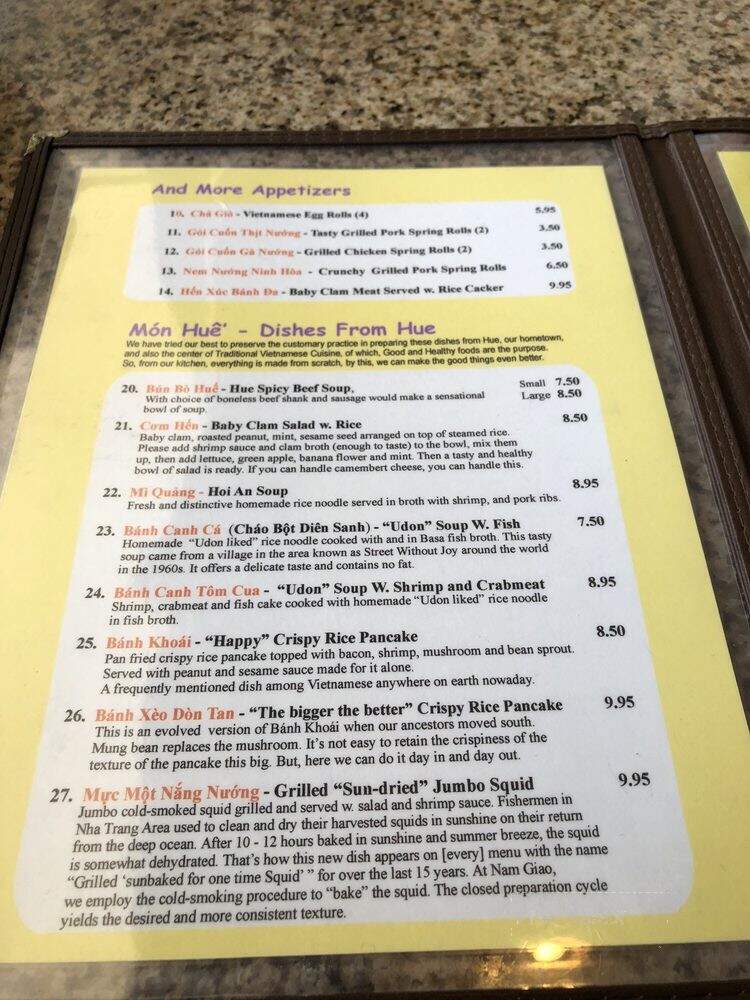 And More Appetizers
10. Chả Giò - Vietnamese Egg Rolls (4) 5.95
11. Gỏi Cuốn Thịt Nướng - Tasty Grilled Pork Spring Rolls (2) 3.50
12. Gỏi Cuốn Gà Nướng - Grilled Chicken Spring Rolls (2) 3.50
13. Nem Nướng Ninh Hòa - Crunchy Grilled Pork Spring Rolls 6.50
14. Hến Xúc Bánh Đa - Baby Clam Meat Served w. Rice Cacker 9.95
Món Huê' - Dishes From Hue
We have tried our best to preserve the customary practice in preparing these dishes from Hue, our hometown,
and also the center of Traditional Vietnamese Cuisine, of which, Good and Healthy foods are the purpose.
So, from our kitchen, everything is made from scratch, by this, we can make the good things even better.
20. Bún Bò Huế - Hue Spicy Beef Soup, Small 7.50
With choice of boneless beef shank and sausage would make a sensational Large 8.50
bowl of soup.
21. Cơm Hến - Baby Clam Salad w. Rice 8.50
Baby clam, roasted peanut, mint, sesame seed arranged on top of steamed rice.
Please add shrimp sauce and clam broth (enough to taste) to the bowl, mix them
up, then add lettuce, green apple, banana flower and mint. Then a tasty and healthy
bowl of salad is ready. If you can handle camembert cheese, you can handle this.
22. Mì Quảng - Hoi An Soup 8.95
Fresh and distinctive homemade rice noodle served in broth with shrimp, and pork ribs.
23. Bánh Canh Cá (Cháo Bột Diên Sanh) - "Udon" Soup W. Fish 7.50
Homemade "Udon liked" rice noodle cooked with and in Basa fish broth. This tasty
soup came from a village in the area known as Street Without Joy around the world
in the 1960s. It offers a delicate taste and contains no fat.
24. Bánh Canh Tôm Cua - "Udon" Soup W. Shrimp and Crabmeat 8.95
Shrimp, crabmeat and fish cake cooked with homemade "Udon liked" rice noodle
in fish broth.
25. Bánh Khoái - "Happy" Crispy Rice Pancake 8.50
Pan fried crispy rice pancake topped with bacon, shrimp, mushroom and bean sprout.
Served with peanut and sesame sauce made for it alone.
A frequently mentioned dish among Vietnamese anywhere on earth nowaday.
26. Bánh Xèo Dòn Tan - "The bigger the better" Crispy Rice Pancake 9.95
This is an evolved version of Bánh Khoái when our ancestors moved south.
Mung bean replaces the mushroom. It's not easy to retain the crispiness of the
texture of the pancake this big. But, here we can do it day in and day out.
27. Mực Một Nắng Nướng - Grilled "Sun-dried" Jumbo Squid 9.95
Jumbo cold-smoked squid grilled and served w. salad and shrimp sauce. Fishermen in
Nha Trang Area used to clean and dry their harvested squids in sunshine on their return
from the deep ocean. After 10 - 12 hours baked in sunshine and summer breeze, the squid
is somewhat dehydrated. That's how this new dish appears on [every] menu with the name
"Grilled 'sunbaked for one time Squid' " for over the last 15 years. At Nam Giao,
we employ the cold-smoking procedure to "bake" the squid. The closed preparation cycle
yields the desired and more consistent texture.